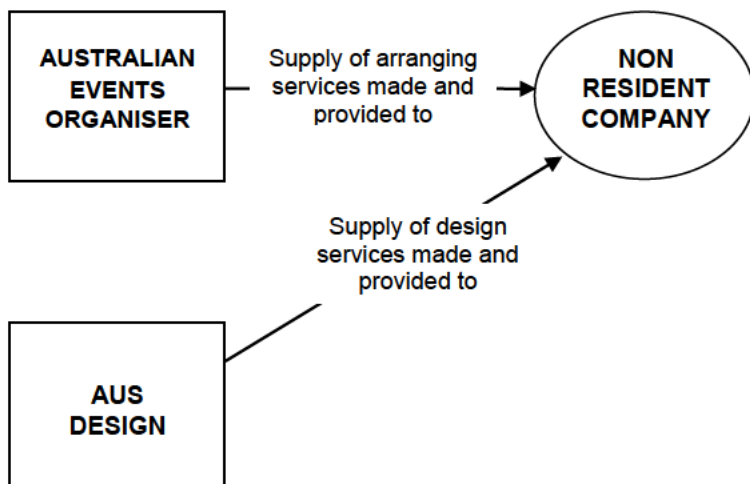 AUSTRALIAN
EVENTS
ORGANISER
Supply of arranging
services made and
provided to
NON
RESIDENT
COMPANY
Supply of design
services made and
provided to
AUS
DESIGN